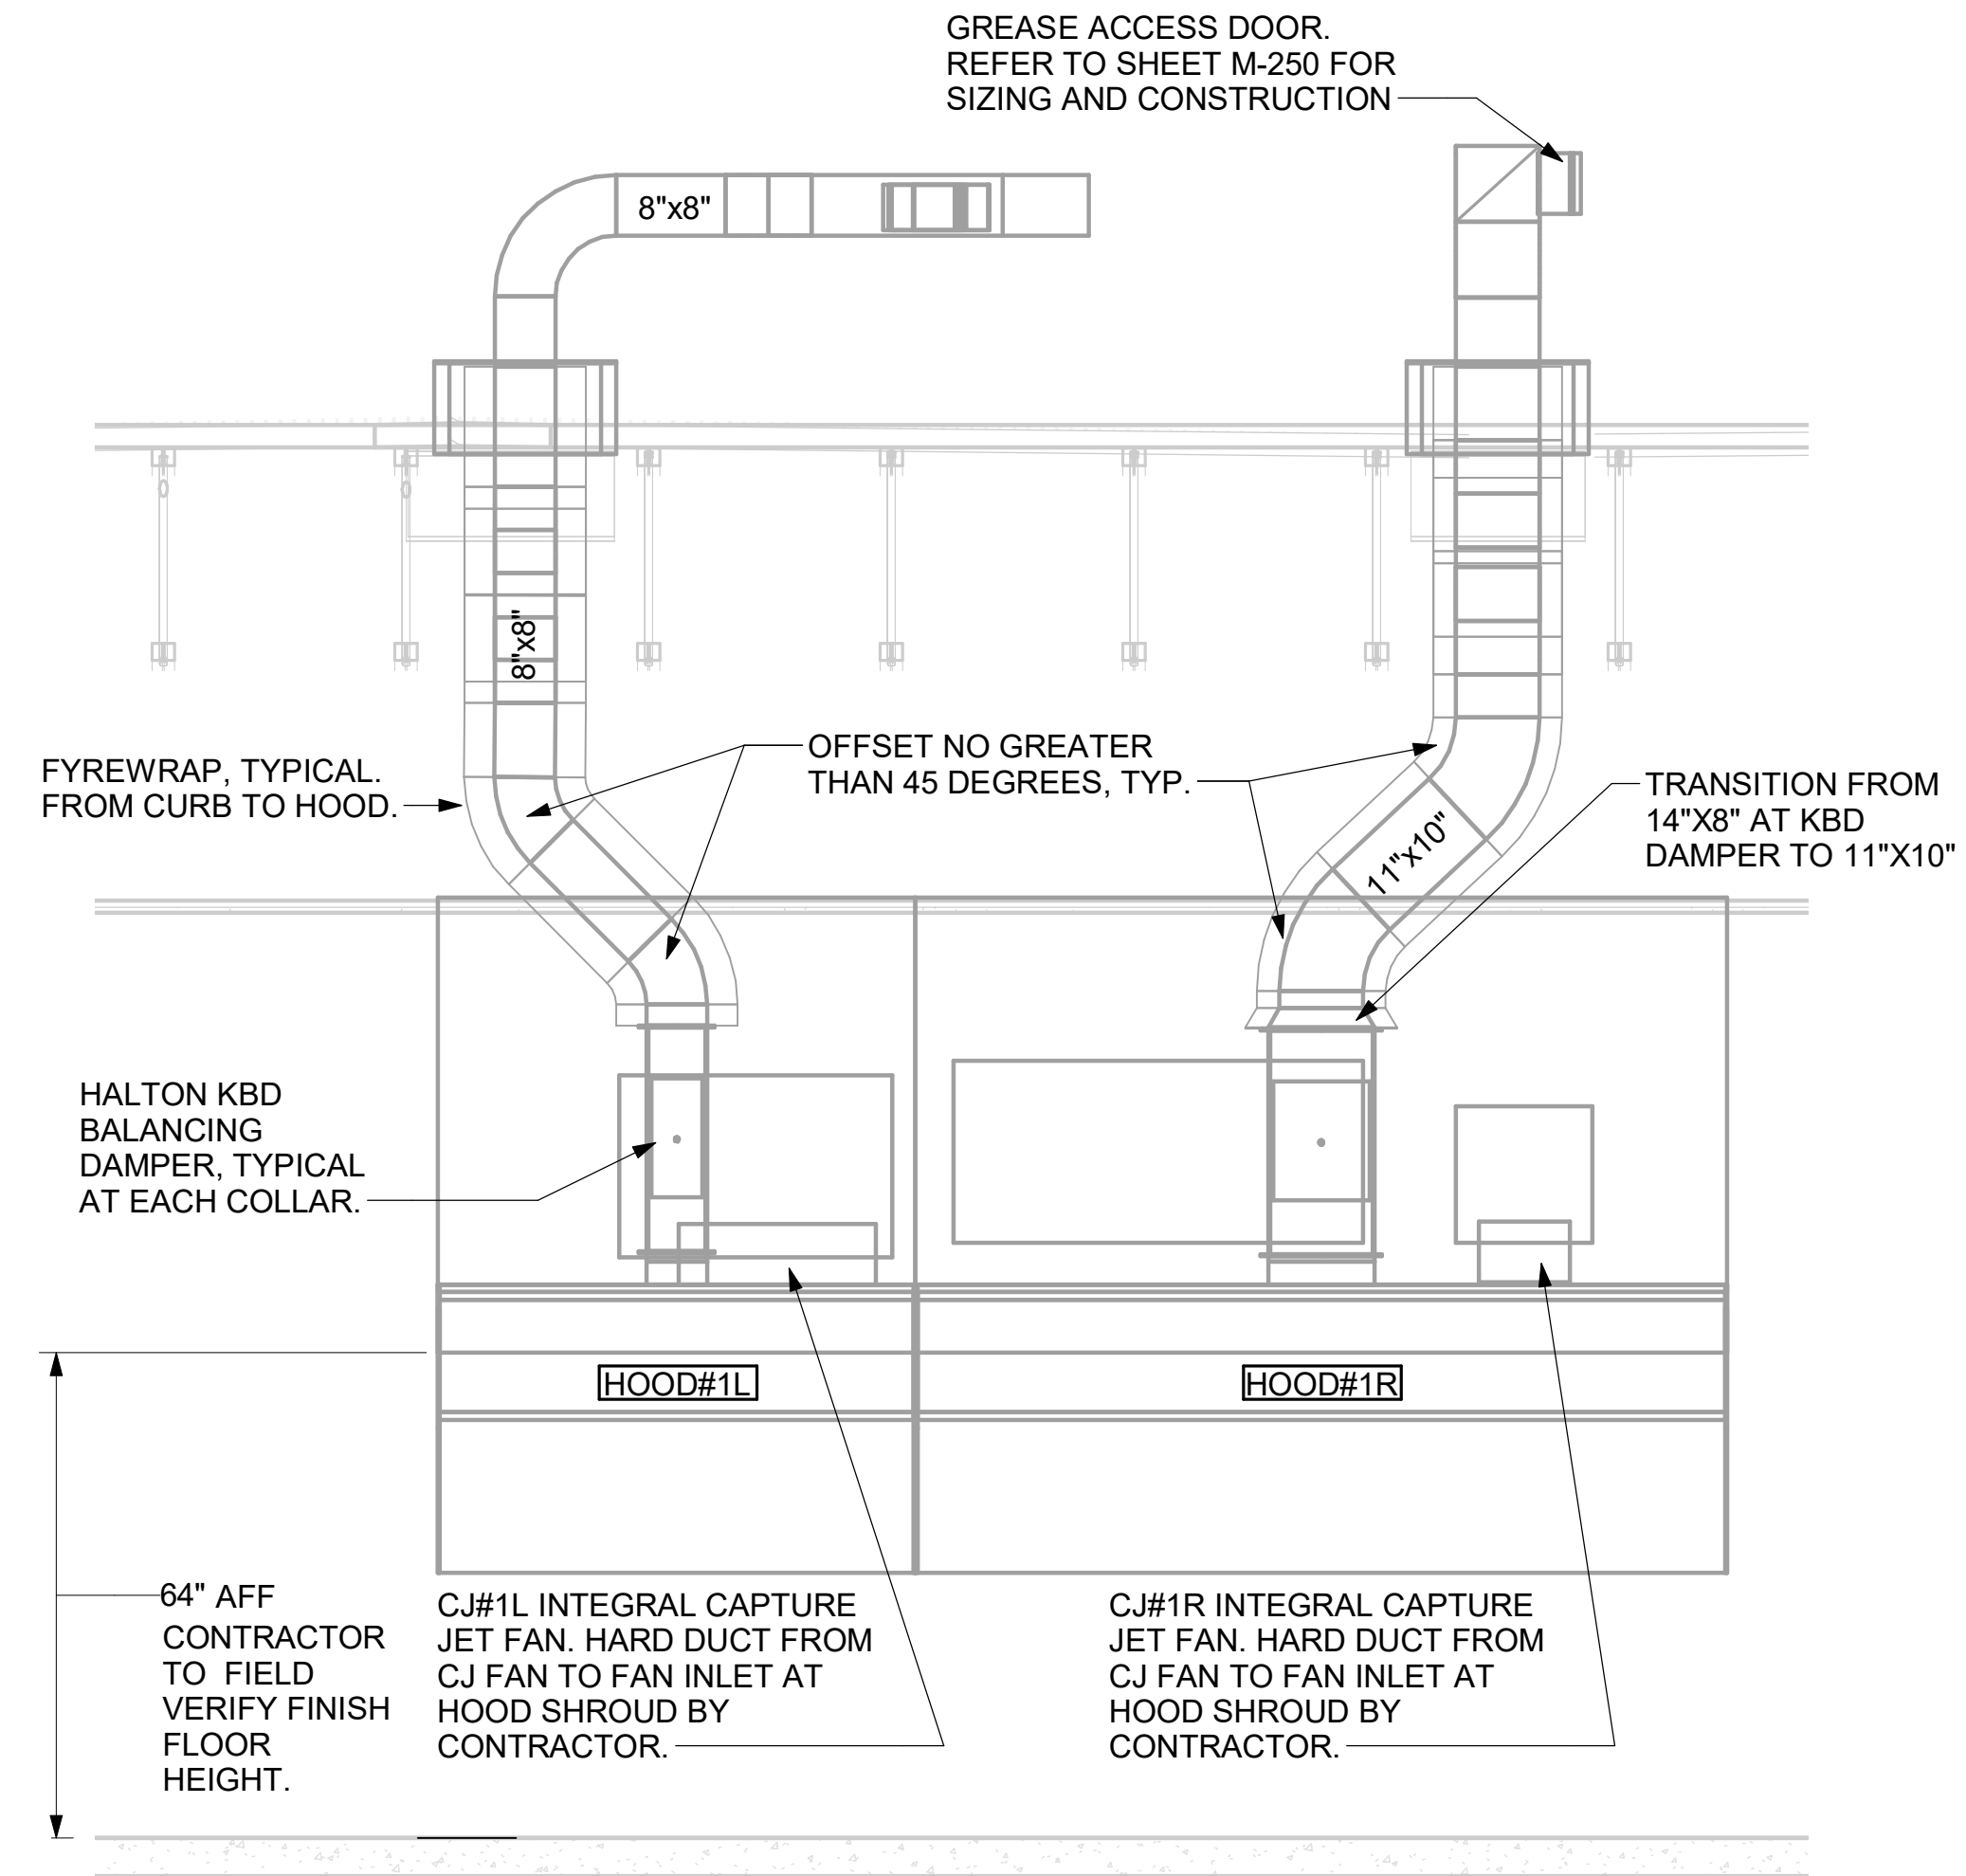 GREASE ACCESS DOOR.
REFER TO SHEET M-250 FOR
SIZING AND CONSTRUCTION
8"x8"
8"x8"
OFFSET NO GREATER
THAN 45 DEGREES, TYP.
FYREWRAP, TYPICAL.
FROM CURB TO HOOD.
TRANSITION FROM
14"X8" AT KBD
DAMPER TO 11"X10"
11"x10"
HALTON KBD
BALANCING
DAMPER, TYPICAL
AT EACH COLLAR.
HOOD#1L
HOOD#1R
64" AFF
CONTRACTOR
TO FIELD
VERIFY FINISH
FLOOR
HEIGHT.
CJ#1L INTEGRAL CAPTURE
JET FAN. HARD DUCT FROM
CJ FAN TO FAN INLET AT
HOOD SHROUD BY
CONTRACTOR.
CJ#1R INTEGRAL CAPTURE
JET FAN. HARD DUCT FROM
CJ FAN TO FAN INLET AT
HOOD SHROUD BY
CONTRACTOR.